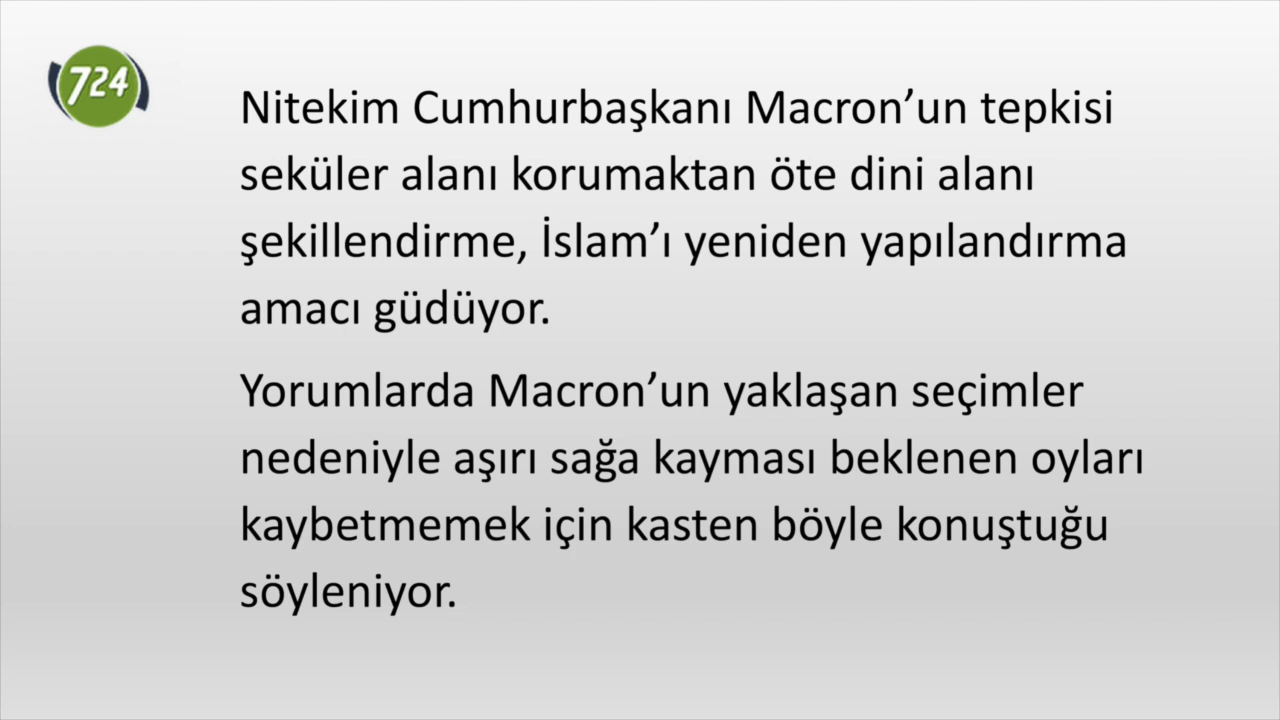 724
Nitekim Cumhurbaşkanı Macron’un tepkisi
seküler alanı korumaktan öte dini alanı
şekillendirme, İslam’ı yeniden yapılandırma
amacı güdüyor.
Yorumlarda Macron’un yaklaşan seçimler
nedeniyle aşırı sağa kayması beklenen oyları
kaybetmemek için kasten böyle konuştuğu
söyleniyor.